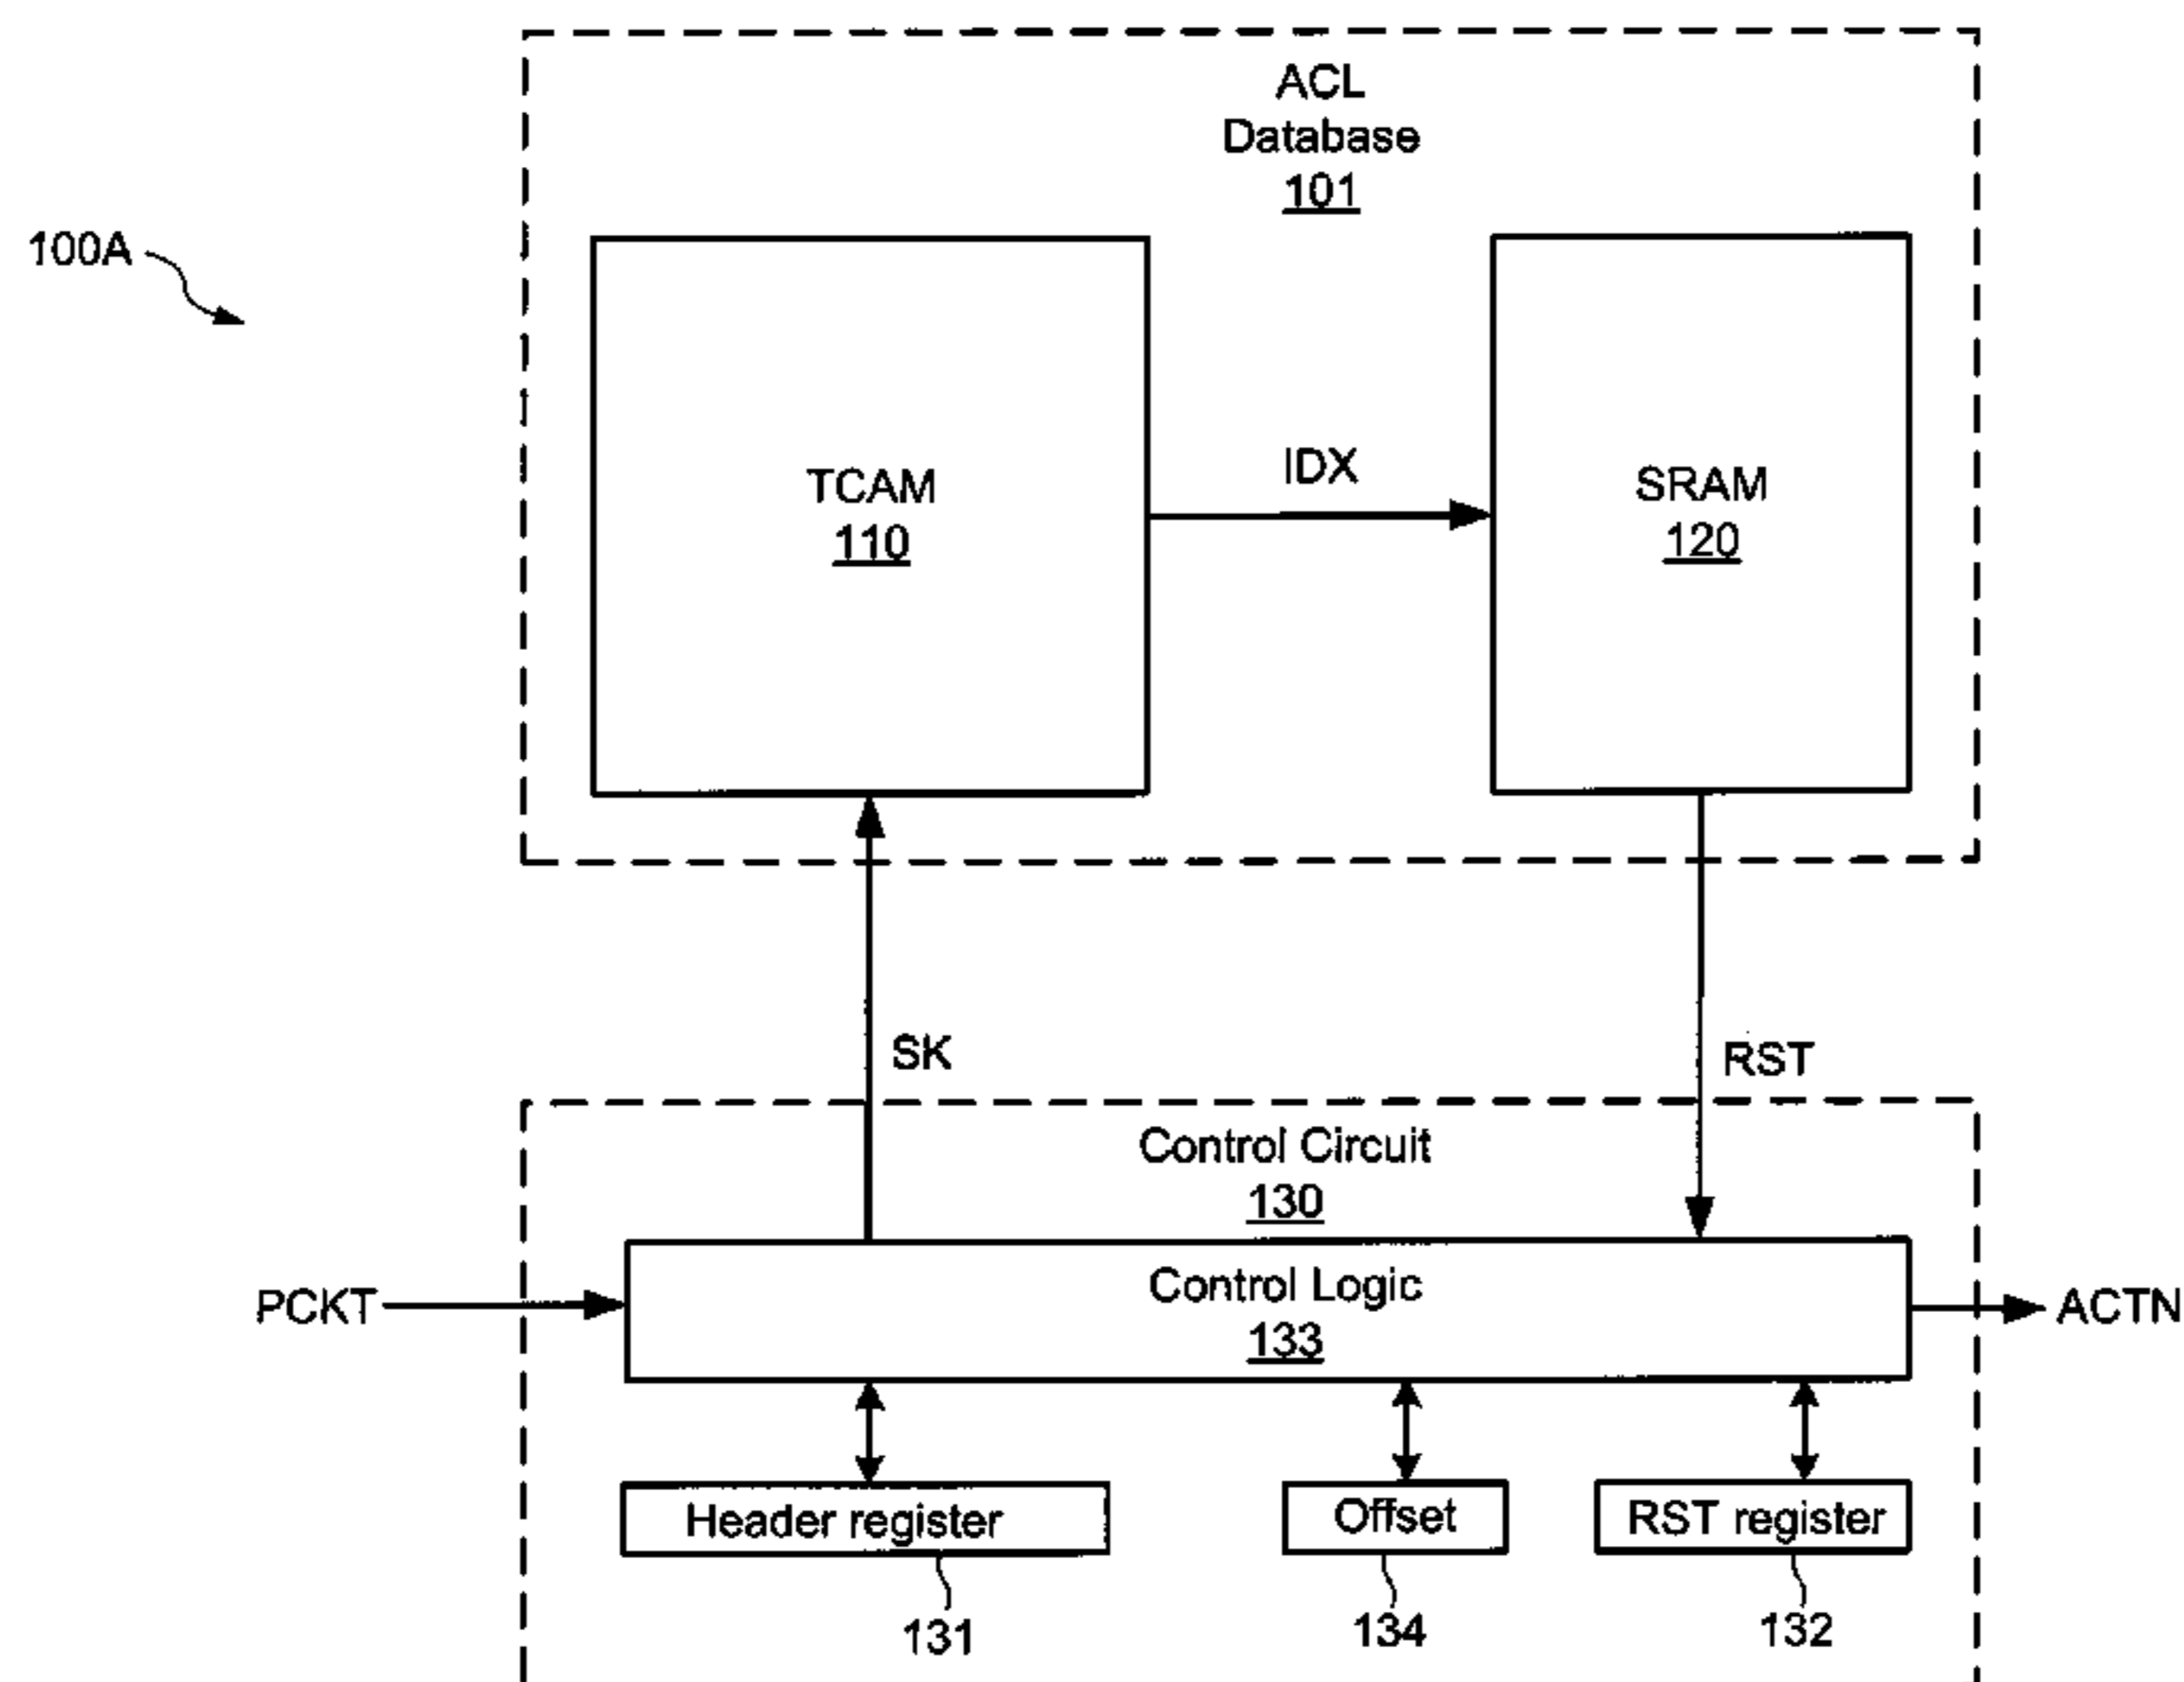 ACL
Database
101
100A
TCAM
110
IDX
SRAM
120
SK
RST
Control Circuit
130
PCKT
Control Logic
133
ACTN
Header register
Offset
RST register
131
134
132